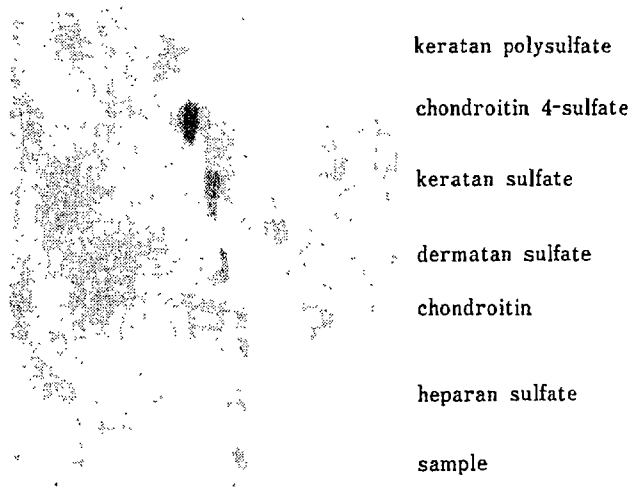 keratan polysulfate
chondroitin 4-sulfate
keratan sulfate
dermatan sulfate
chondroitin
heparan sulfate
sample